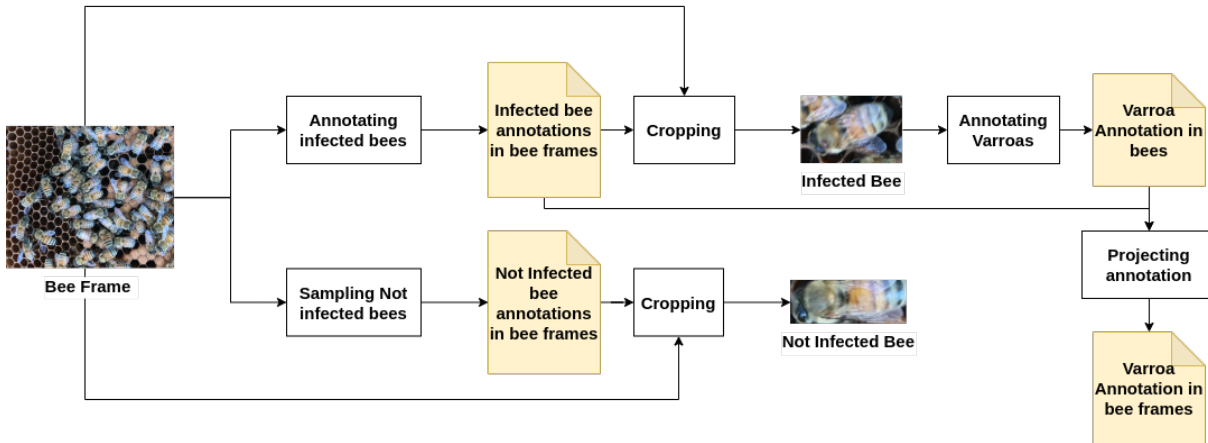 Bee Frame
Annotating
infected bees
Infected bee
annotations
in bee frames
Cropping
Infected Bee
Annotating
Varroas
Varroa
Annotation in
bees
Projecting
annotation
Varroa
Annotation in
bee frames
Sampling Not
infected bees
Not Infected
bee
annotations
in bee frames
Cropping
Not Infected Bee